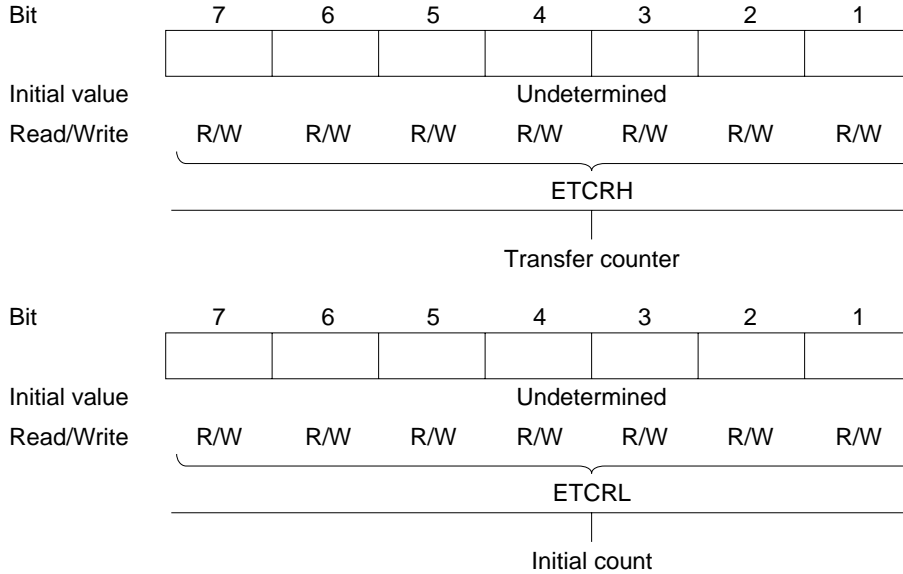 Bit 7 6 5 4 3 2 1
Initial value Undetermined
Read/Write R/W R/W R/W R/W R/W R/W R/W
ETCRH
Transfer counter
Bit 7 6 5 4 3 2 1
Initial value Undetermined
Read/Write R/W R/W R/W R/W R/W R/W R/W
ETCRL
Initial count